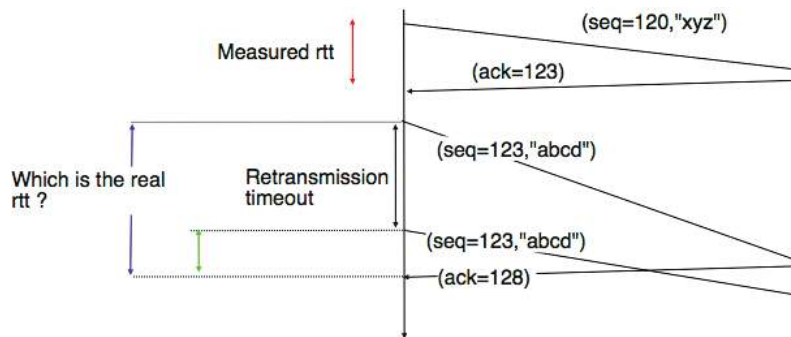 (seq=120,"xyz")
Measured rtt
(ack=123)
(seq=123,"abcd")
Which is the real
rtt ?
Retransmission
timeout
(seq=123,"abcd")
(ack=128)